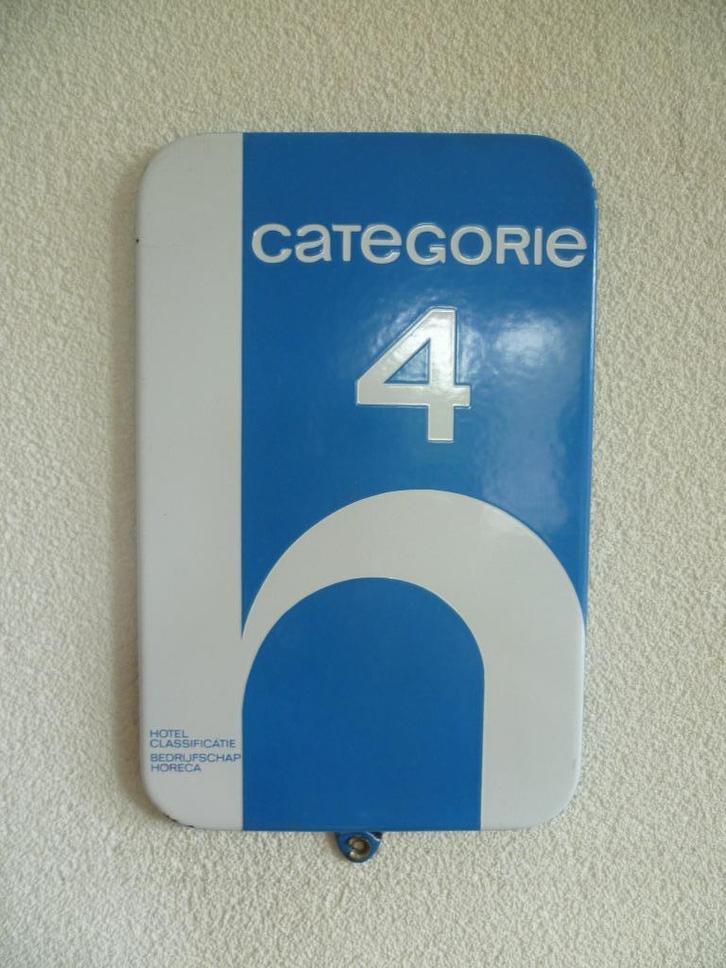 CaTeGORIe
4
h
HOTEL
CLASSIFICATIE
BEDRIJFSCHAP
HORECA